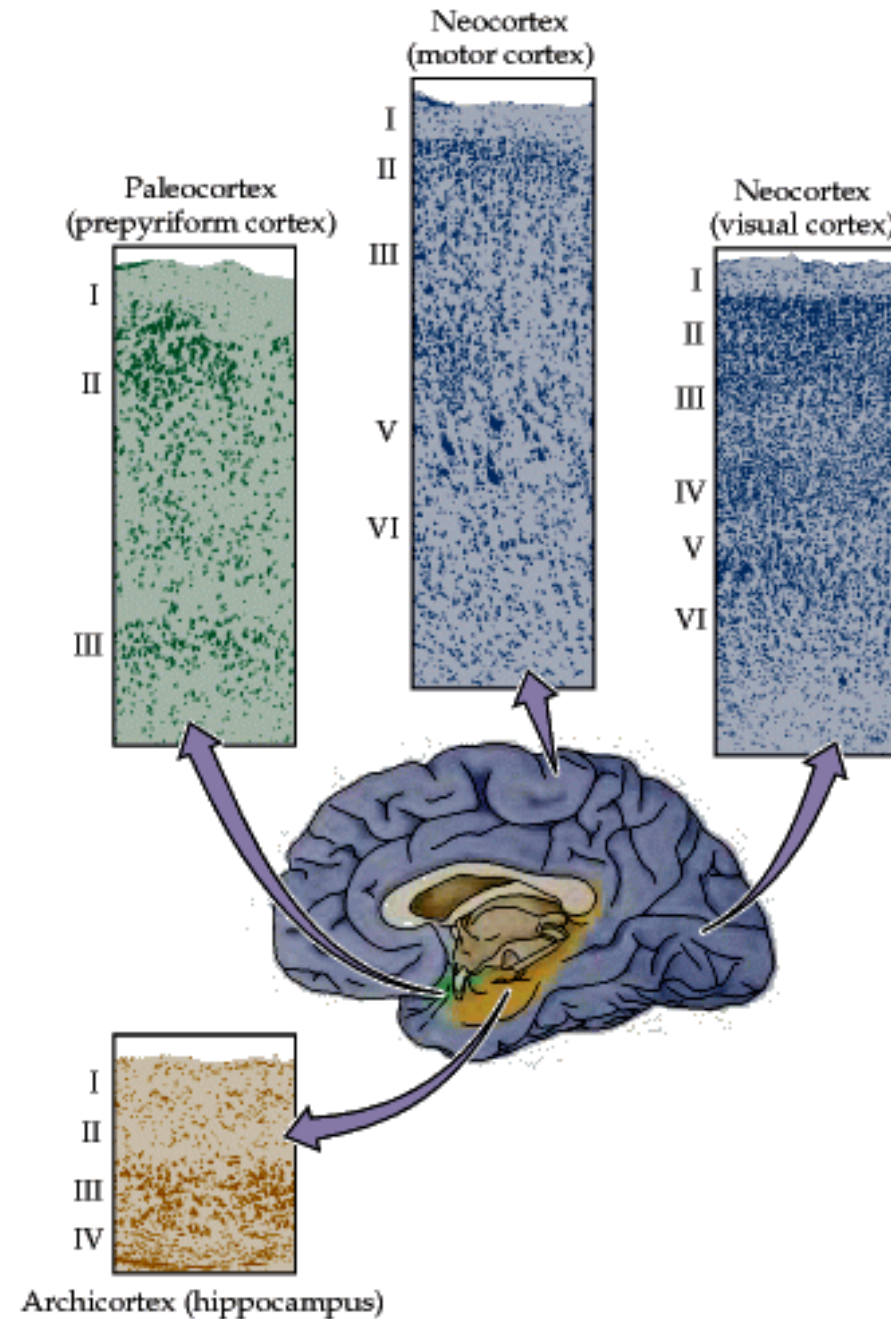 Neocortex
(motor cortex)
I
II
III
V
VI
Paleocortex
(prepyriform cortex)
I
II
III
Neocortex
(visual cortex)
I
II
III
IV
V
VI
I
II
III
IV
Archicortex (hippocampus)